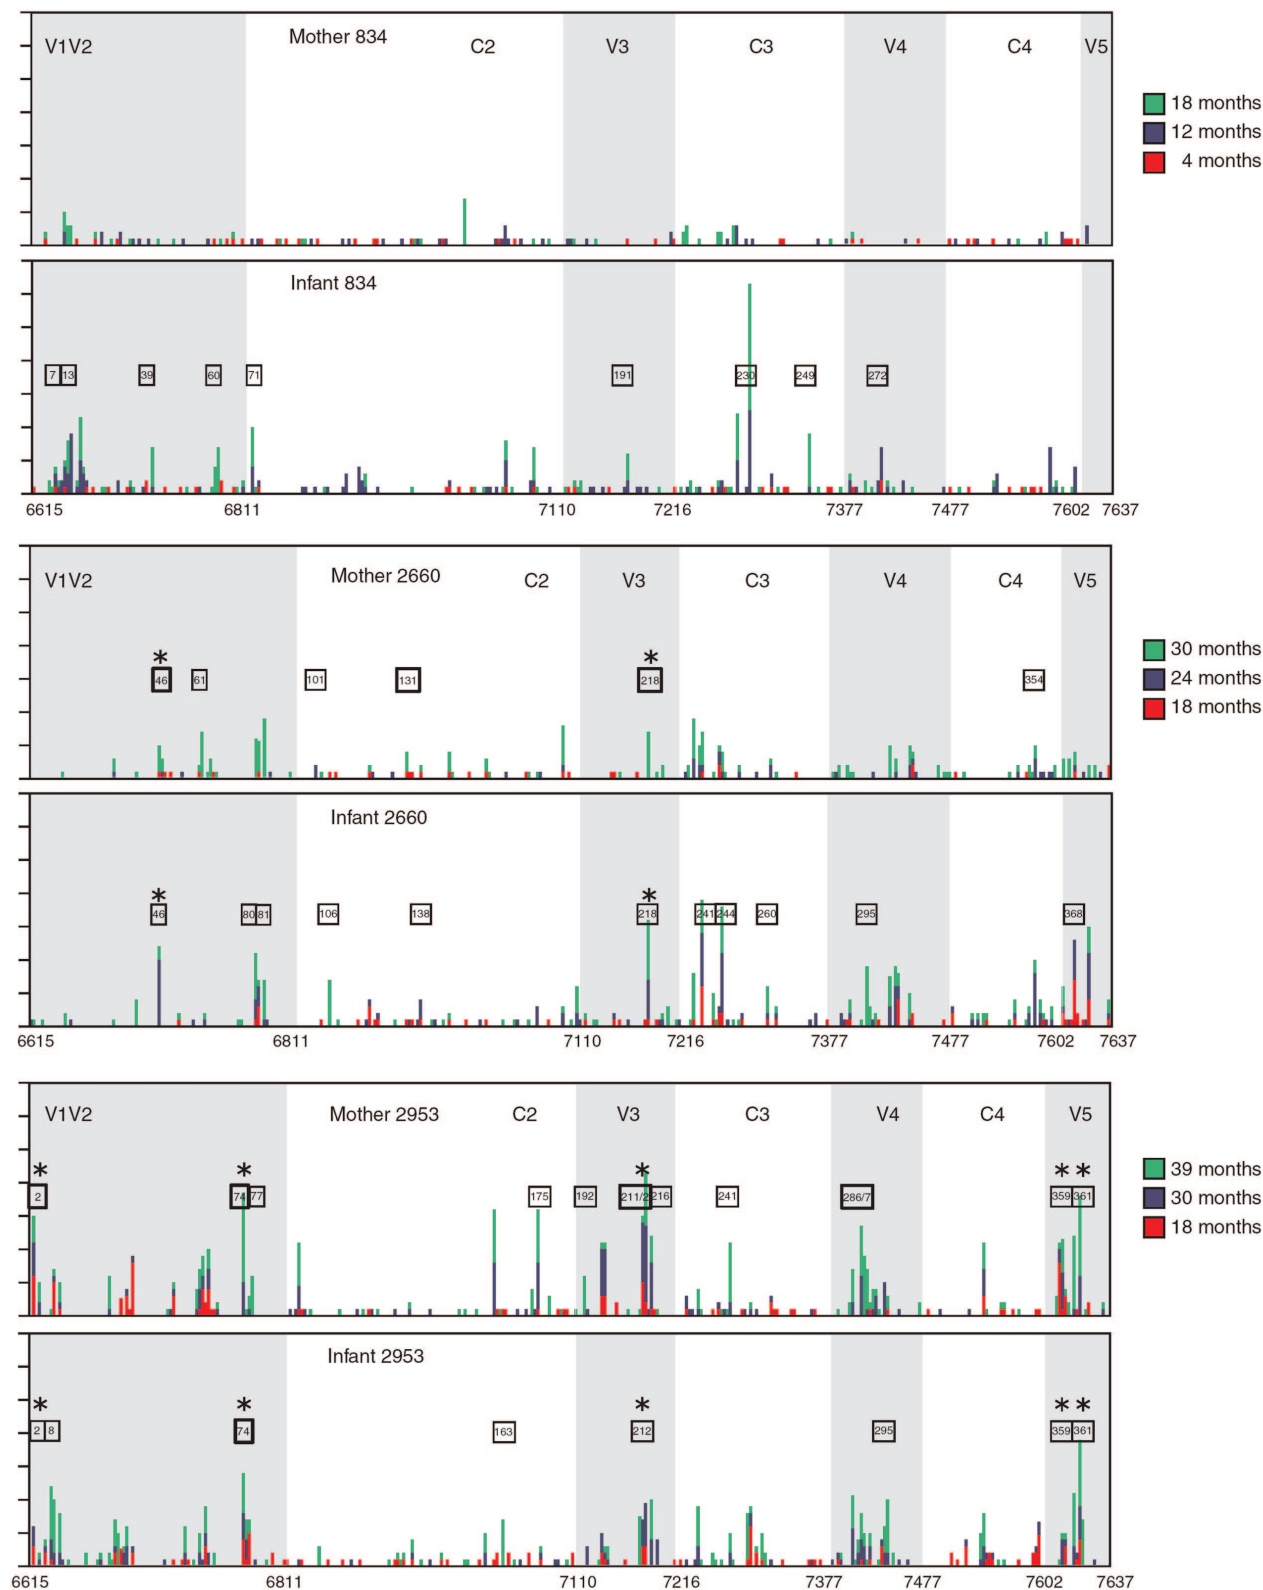 Mother 834
V1V2 C2 V3 C3 V4 C4 V5
18 months
12 months
4 months
Infant 834
7 13 39 60 71 191 230 249 272
6615 6811 7110 7216 7377 7477 7602 7637
Mother 2660
V1V2 C2 V3 C3 V4 C4 V5
30 months
24 months
18 months
* *
46 61 101 131 218 354
Infant 2660
* *
46 80 81 106 138 218 241 244 260 295 368
6615 6811 7110 7216 7377 7477 7602 7637
V1V2 Mother 2953 C2 V3 C3 V4 C4 V5
39 months
30 months
18 months
* * * * *
2 74 77 175 192 211/2 216 241 286/7 359 361
Infant 2953
* * * * *
2 8 74 163 212 295 359 361
6615 6811 7110 7216 7377 7477 7602 7637